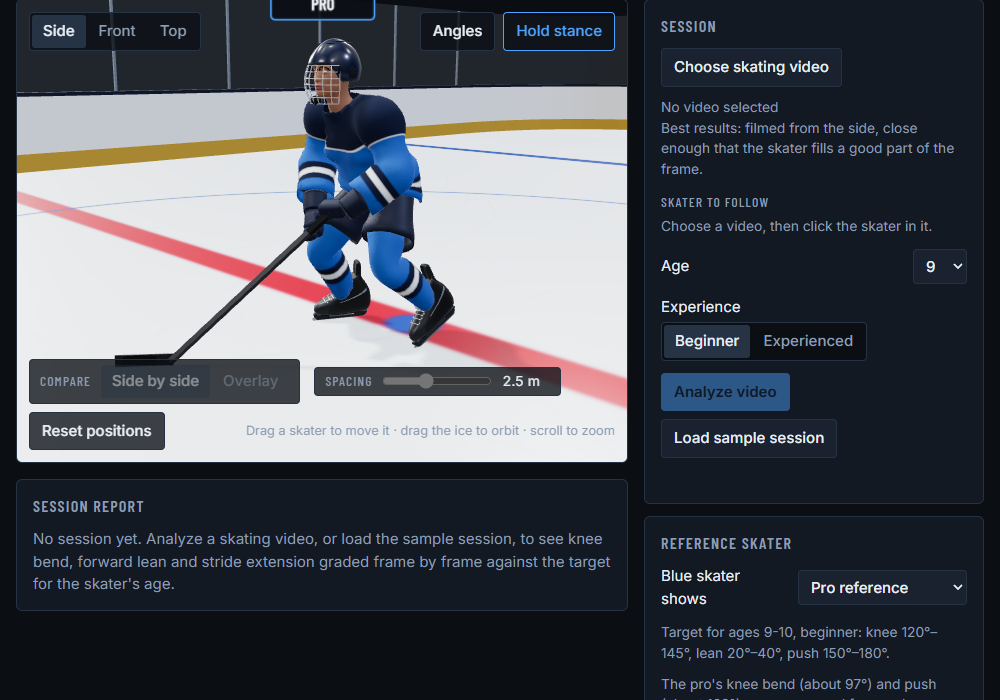 PRO
Side Front Top
Angles Hold stance
COMPARE Side by side Overlay
SPACING 2.5 m
Reset positions
Drag a skater to move it · drag the ice to orbit · scroll to zoom
SESSION REPORT
No session yet. Analyze a skating video, or load the sample session, to see knee
bend, forward lean and stride extension graded frame by frame against the target
for the skater's age.
SESSION
Choose skating video
No video selected
Best results: filmed from the side, close
enough that the skater fills a good part of the
frame.
SKATER TO FOLLOW
Choose a video, then click the skater in it.
Age 9
Experience
Beginner Experienced
Analyze video
Load sample session
REFERENCE SKATER
Blue skater
shows
Pro reference
Target for ages 9-10, beginner: knee 120°–
145°, lean 20°–40°, push 150°–180°.
The pro's knee bend (about 97°) and push